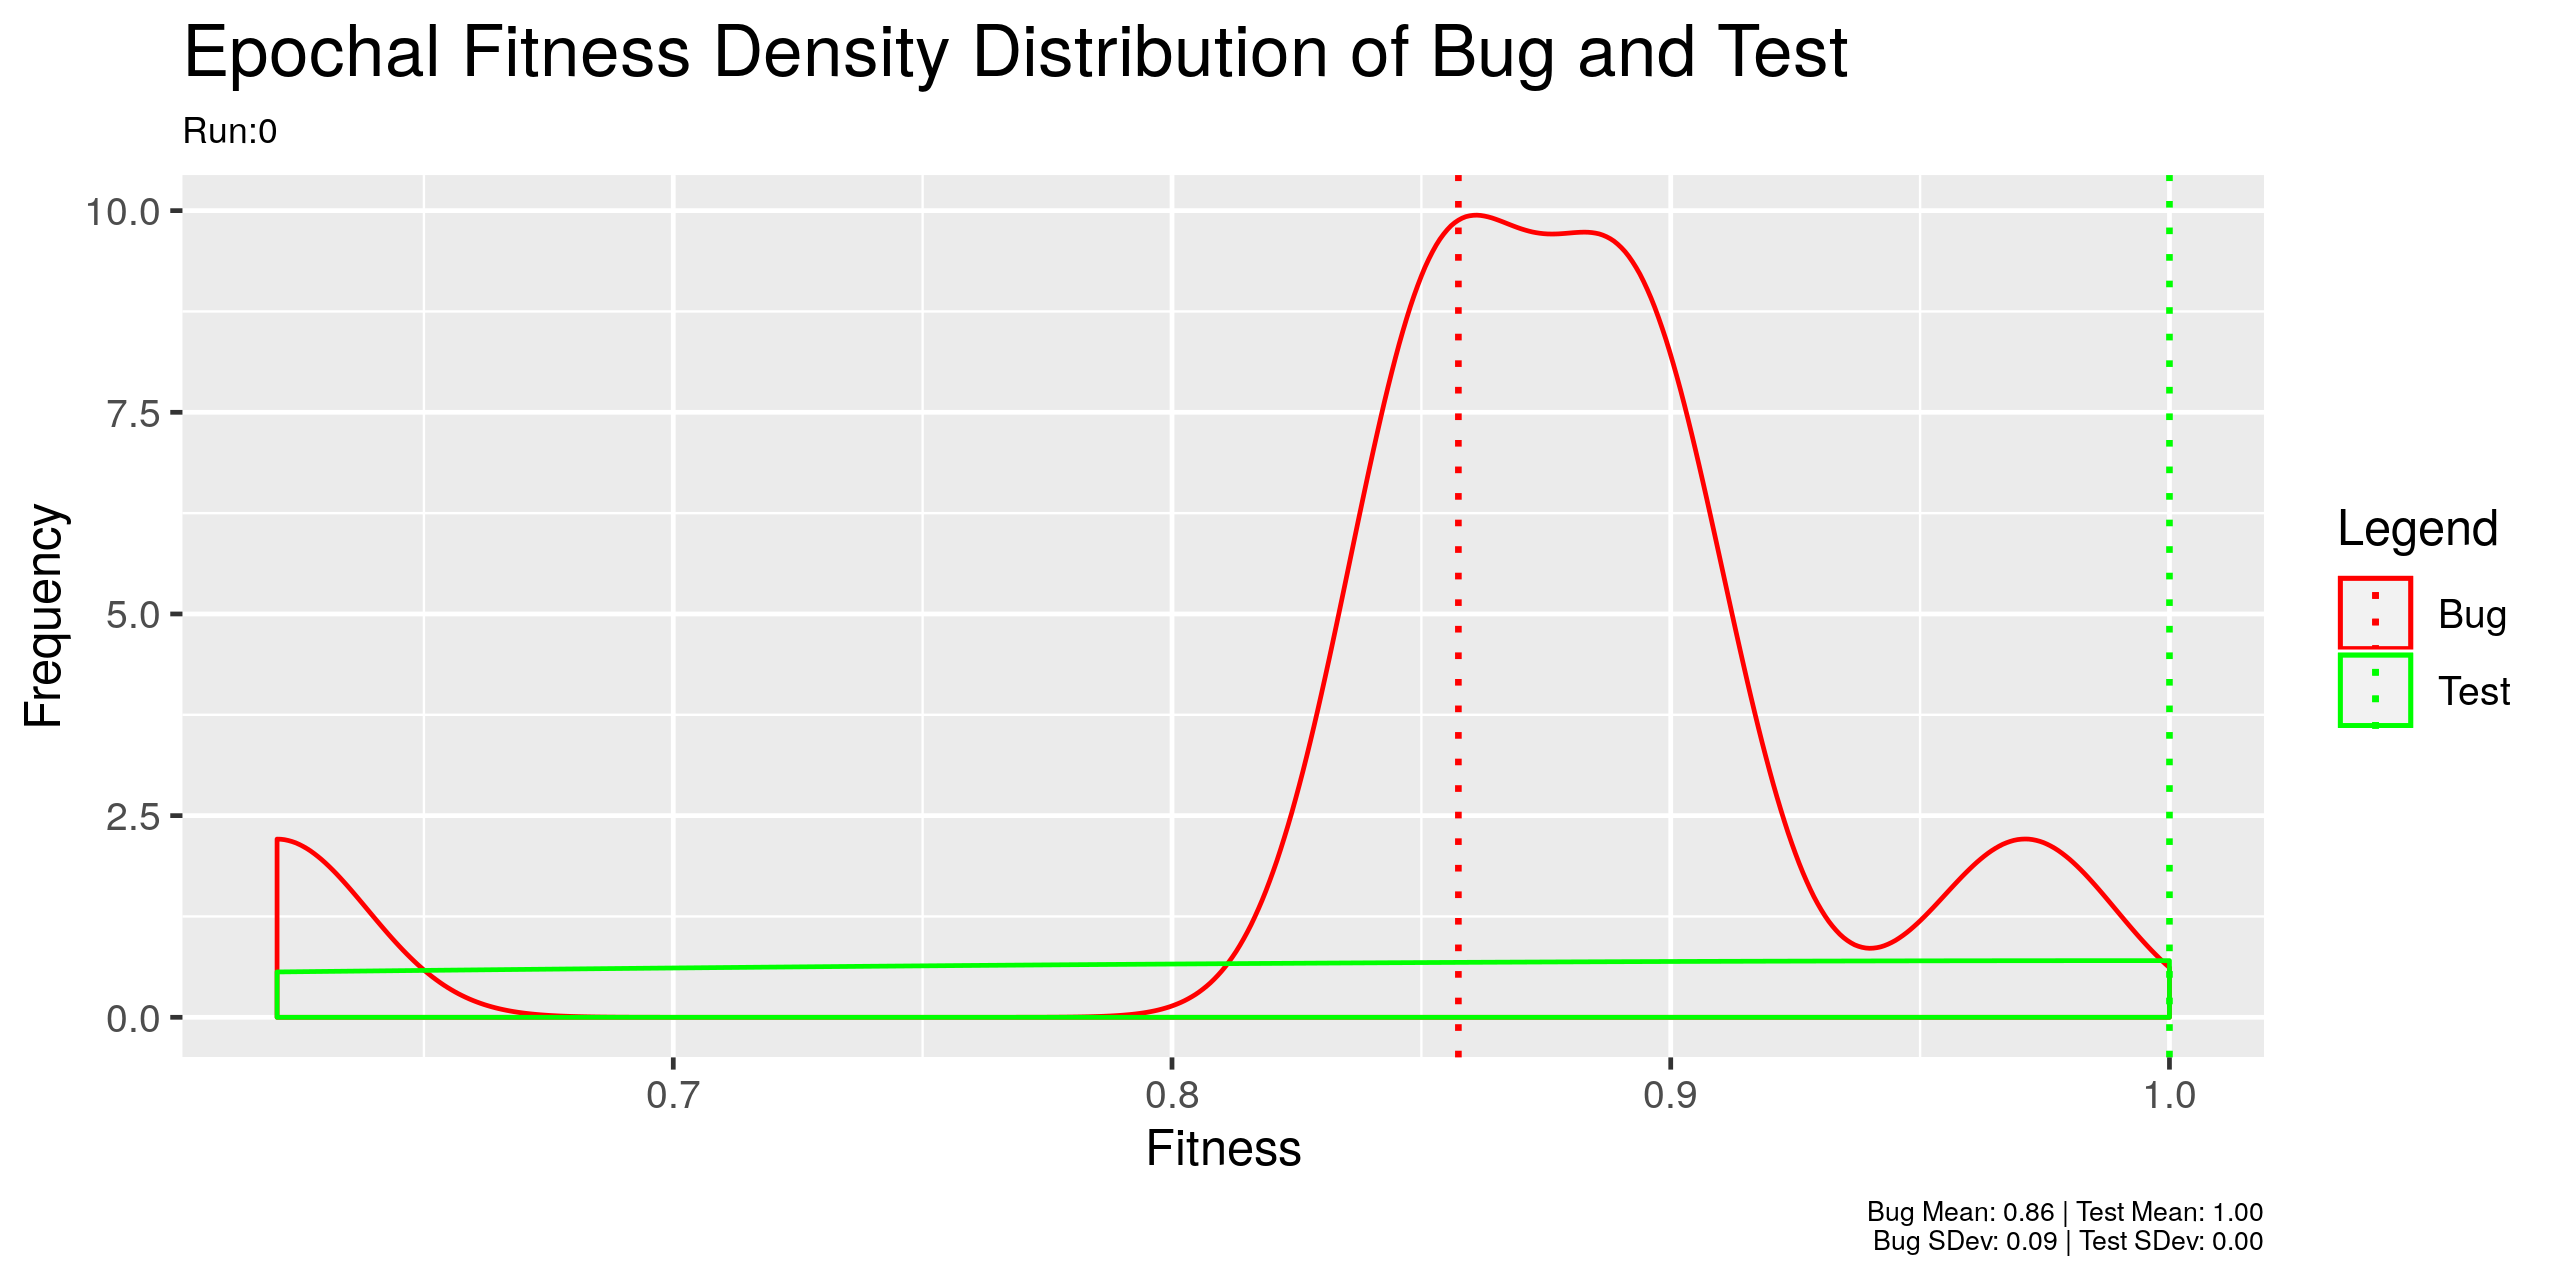 Epochal Fitness Density Distribution of Bug and Test
Run:0
10.0
7.5
5.0
2.5
0.0
Frequency
0.7
0.8
0.9
1.0
Fitness
Legend
Bug
Test
Bug Mean: 0.86 | Test Mean: 1.00
Bug SDev: 0.09 | Test SDev: 0.00